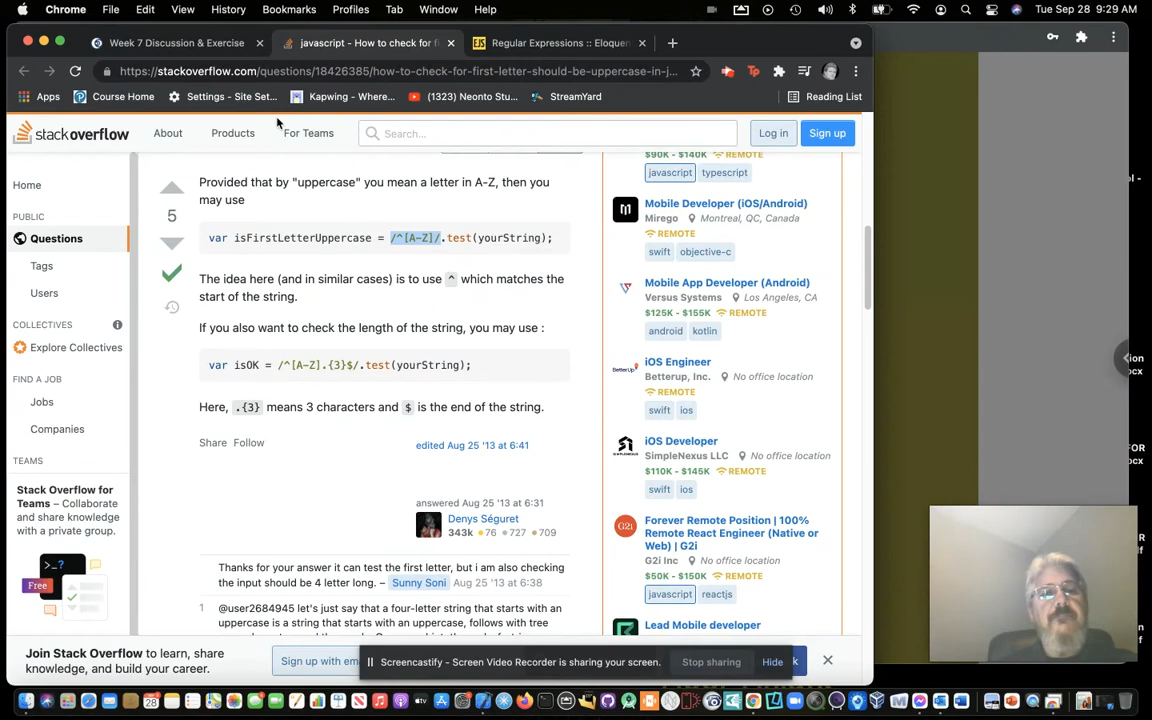 Chrome File Edit View History Bookmarks Profiles Tab Window Help Tue Sep 28 9:29 AM
Week 7 Discussion & Exercise
javascript - How to check for fi
EJS Regular Expressions :: Eloquen
https://stackoverflow.com/questions/18426385/how-to-check-for-first-letter-should-be-uppercase-in-j...
Apps Course Home Settings - Site Set... Kapwing - Where... (1323) Neonto Stu... StreamYard Reading List
stackoverflow About Products For Teams Search... Log in Sign up
Home
PUBLIC
Questions
Tags
Users
COLLECTIVES
Explore Collectives
FIND A JOB
Jobs
Companies
TEAMS
Stack Overflow for
Teams – Collaborate
and share knowledge
with a private group.
>_?
Free
Provided that by "uppercase" you mean a letter in A-Z, then you
may use
5
var isFirstLetterUppercase = /^[A-Z]/.test(yourString);
The idea here (and in similar cases) is to use ^ which matches the
start of the string.
If you also want to check the length of the string, you may use :
var isOK = /^[A-Z].{3}$/.test(yourString);
Here, .{3} means 3 characters and $ is the end of the string.
Share Follow
edited Aug 25 '13 at 6:41
answered Aug 25 '13 at 6:31
Denys Séguret
343k 76 727 709
Thanks for your answer it can test the first letter, but i am also checking
the input should be 4 letter long. – Sunny Soni Aug 25 '13 at 6:38
1 @user2684945 let's just say that a four-letter string that starts with an
uppercase is a string that starts with an uppercase, follows with tree
$90K - $140K REMOTE
javascript typescript
Mobile Developer (iOS/Android)
Mirego Montreal, QC, Canada
REMOTE
swift objective-c
Mobile App Developer (Android)
Versus Systems Los Angeles, CA
$125K - $155K REMOTE
android kotlin
iOS Engineer
BetterUp, Inc. No office location
REMOTE
swift ios
iOS Developer
SimpleNexus LLC No office location
$110K - $145K REMOTE
swift ios
Forever Remote Position | 100%
Remote React Engineer (Native or
Web) | G2i
G2i Inc No office location
$50K - $150K REMOTE
javascript reactjs
Lead Mobile developer
Join Stack Overflow to learn, share
knowledge, and build your career.
Sign up with em
Screencastify - Screen Video Recorder is sharing your screen. Stop sharing Hide